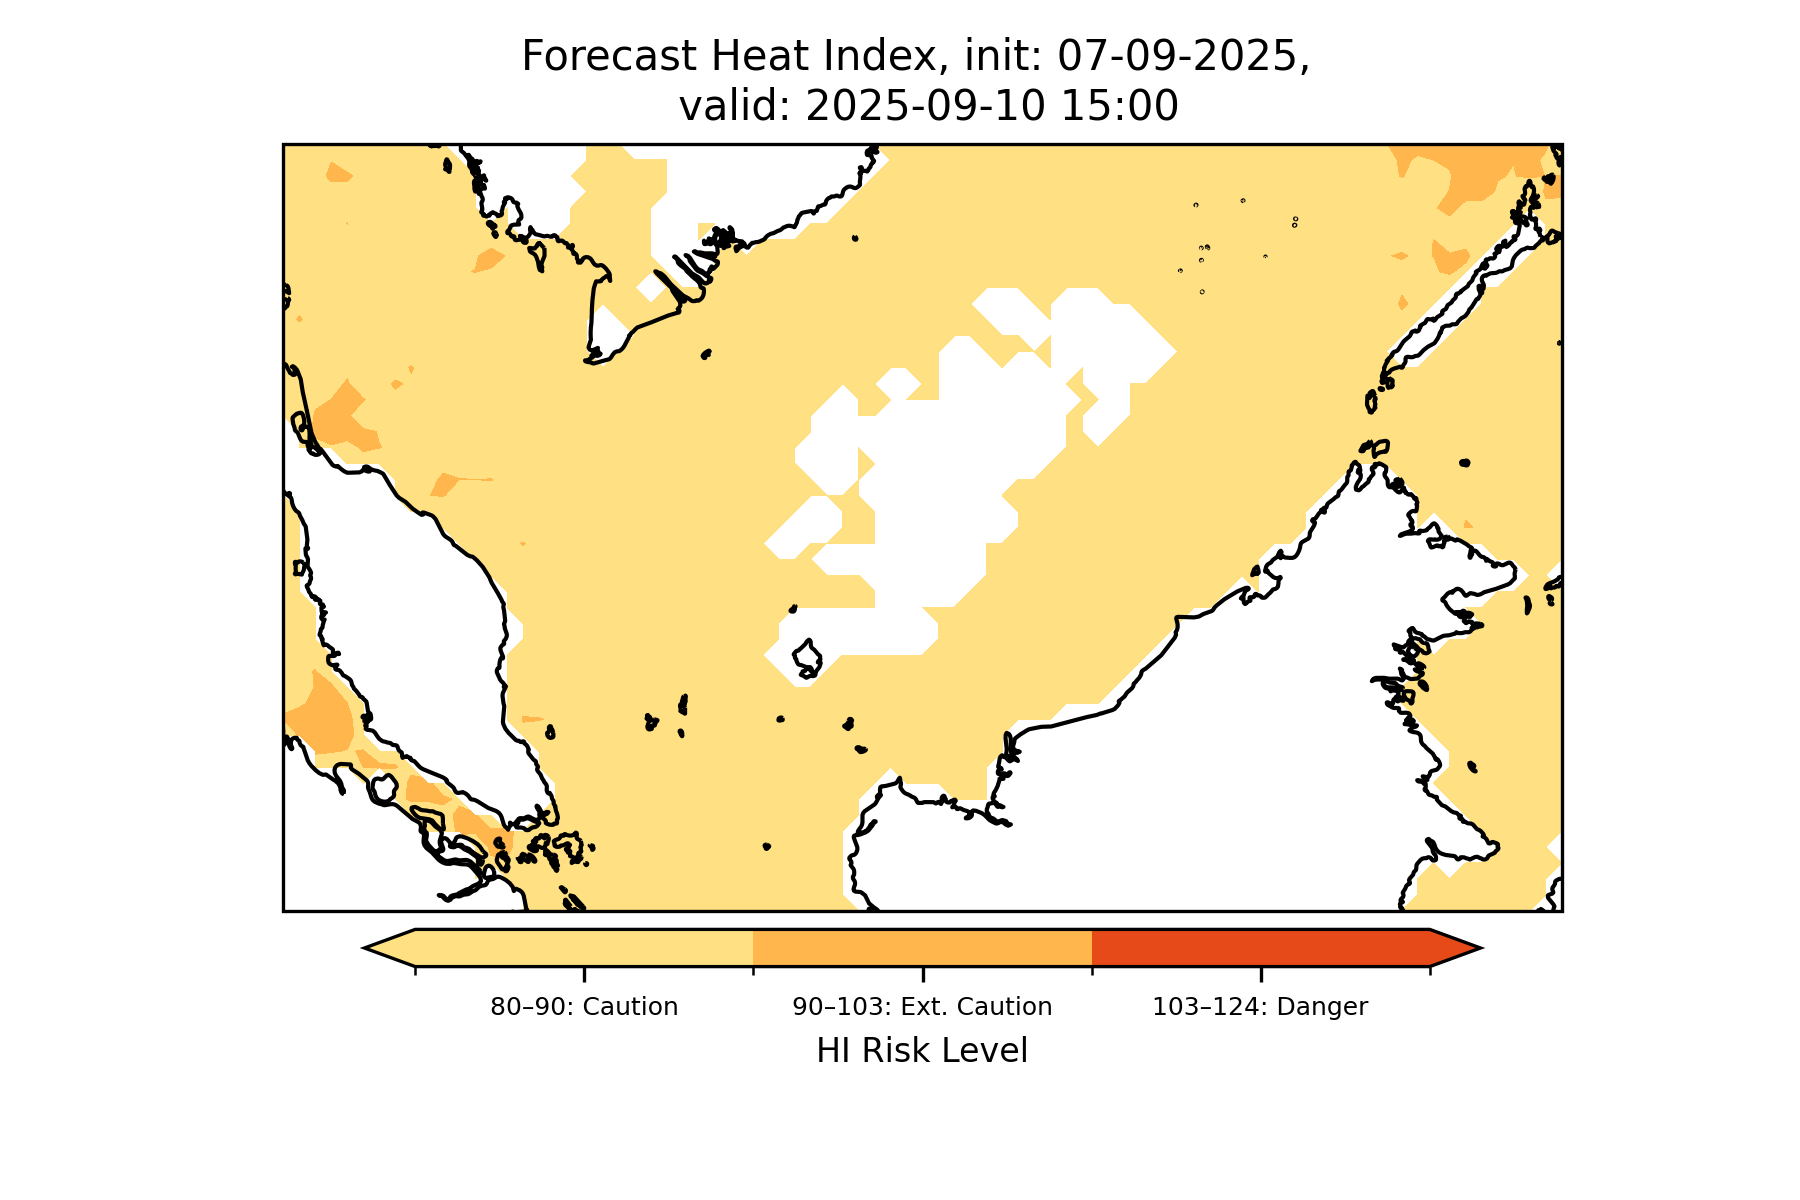 Forecast Heat Index, init: 07-09-2025,
valid: 2025-09-10 15:00
80–90: Caution
90–103: Ext. Caution
103–124: Danger
HI Risk Level